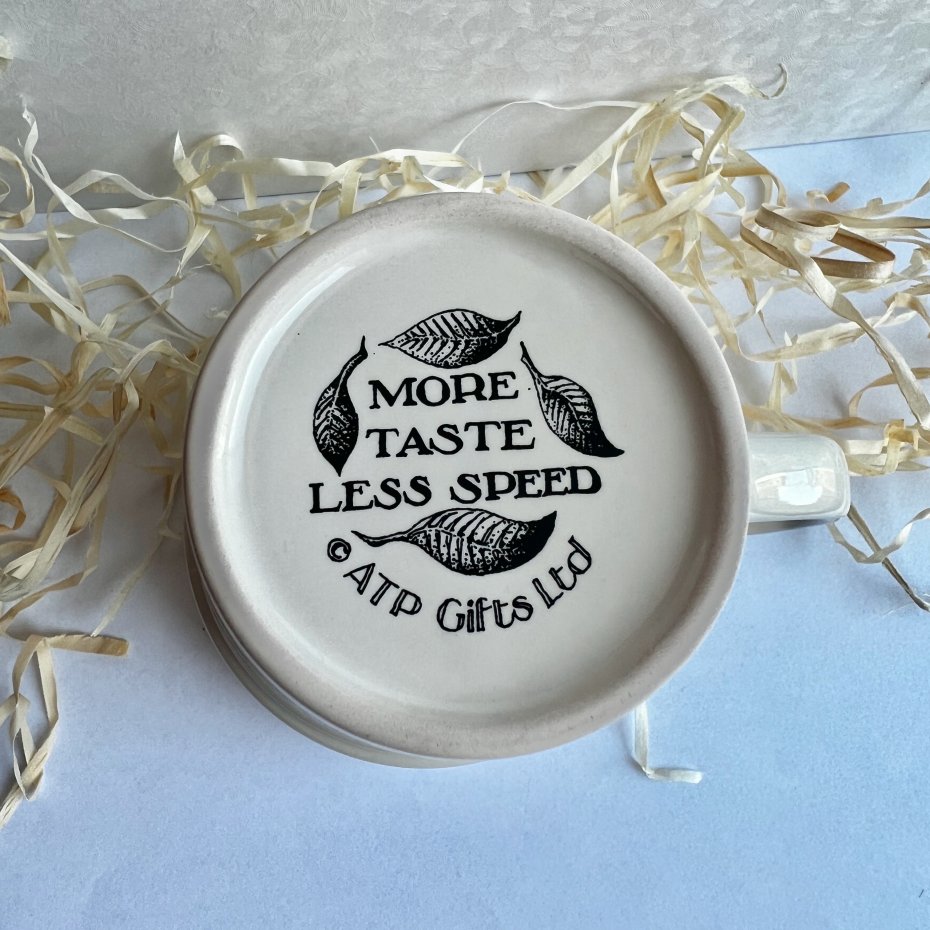 MORE
TASTE
LESS SPEED
© ATP Gifts Ltd